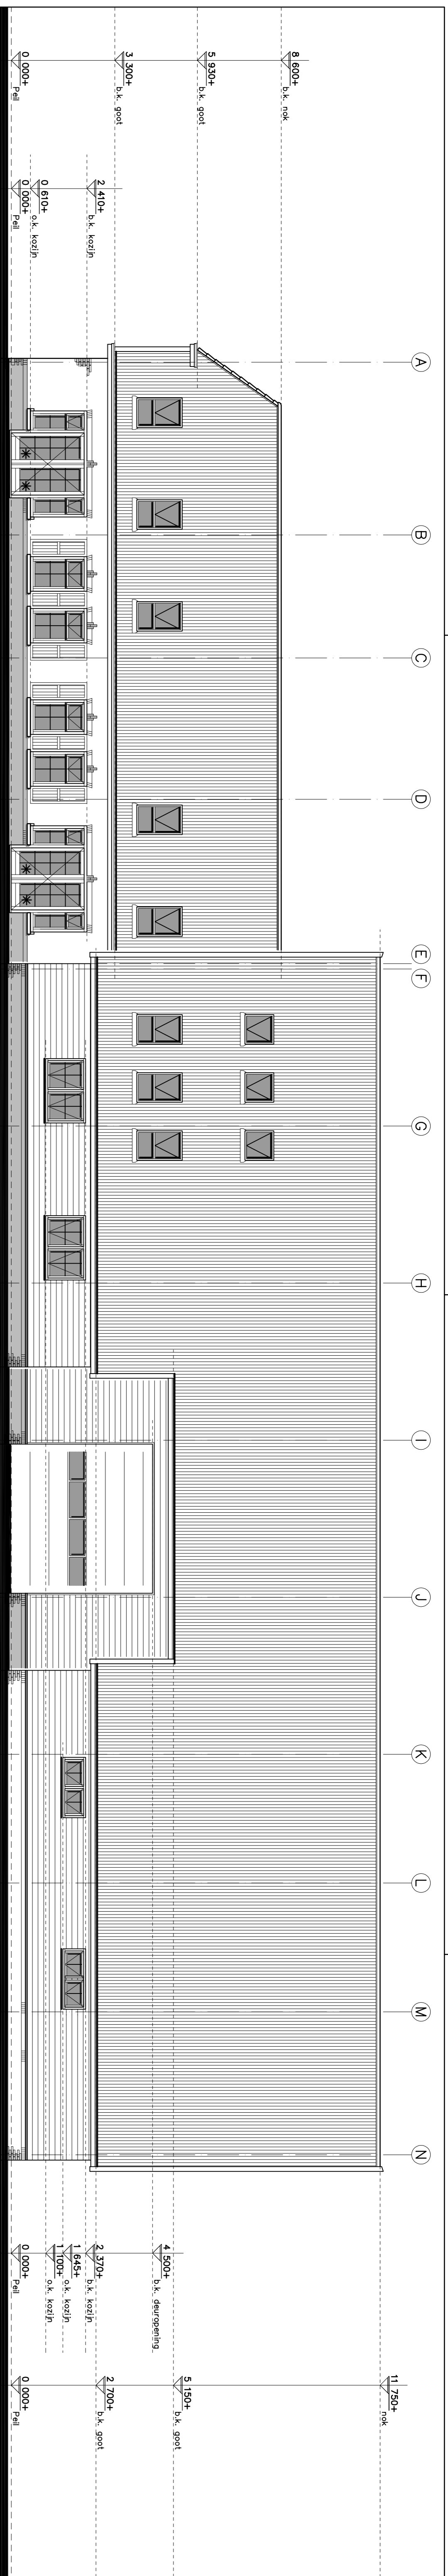 8 600+
b.k. nok
5 930+
b.k. goot
3 300+
b.k. goot
0 000+
Peil
2 410+
b.k. kozijn
0 610+
o.k. kozijn
0 000+
Peil
A
B
C
D
E
F
G
H
I
J
K
L
M
N
4 500+
b.k. deuropening
2 370+
b.k. kozijn
1 645+
o.k. kozijn
1 100+
o.k. kozijn
0 000+
Peil
11 750+
nok
5 150+
b.k. goot
2 700+
b.k. goot
0 000+
Peil